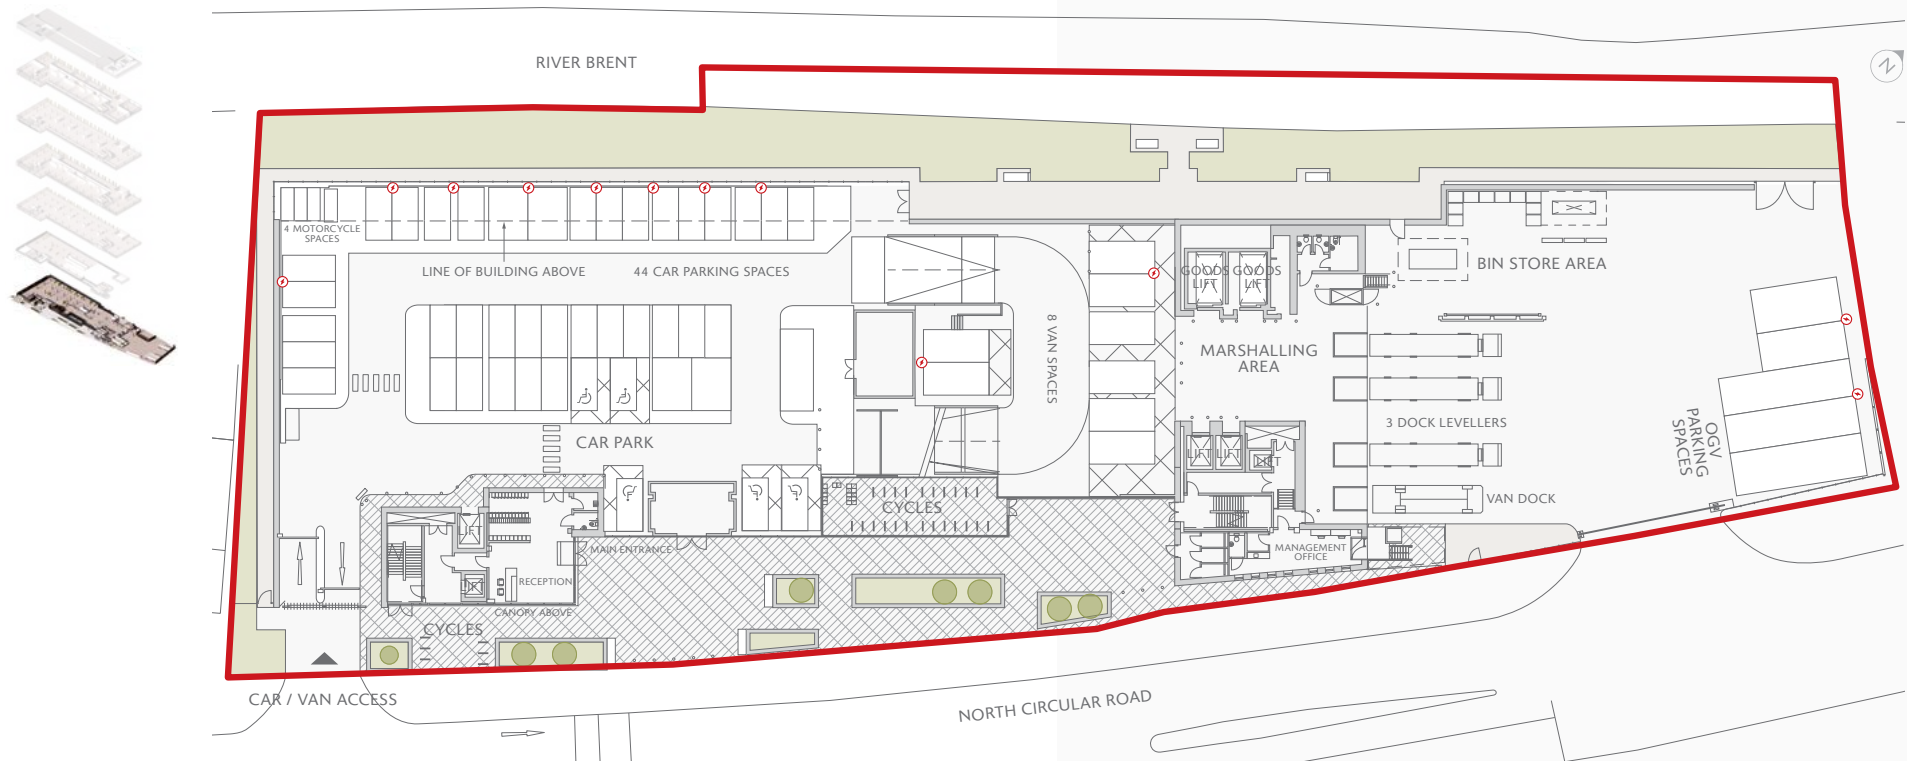 RIVER BRENT
N
4 MOTORCYCLE
SPACES
LINE OF BUILDING ABOVE
44 CAR PARKING SPACES
GOODS
LIFT
GOODS
LIFT
BIN STORE AREA
8 VAN SPACES
MARSHALLING
AREA
3 DOCK LEVELLERS
OGV
PARKING
SPACES
CAR PARK
LIFT
LIFT
LIFT
VAN DOCK
CYCLES
LIFT
MAIN ENTRANCE
MANAGEMENT
OFFICE
LIFT
RECEPTION
CANOPY ABOVE
CYCLES
CAR / VAN ACCESS
NORTH CIRCULAR ROAD